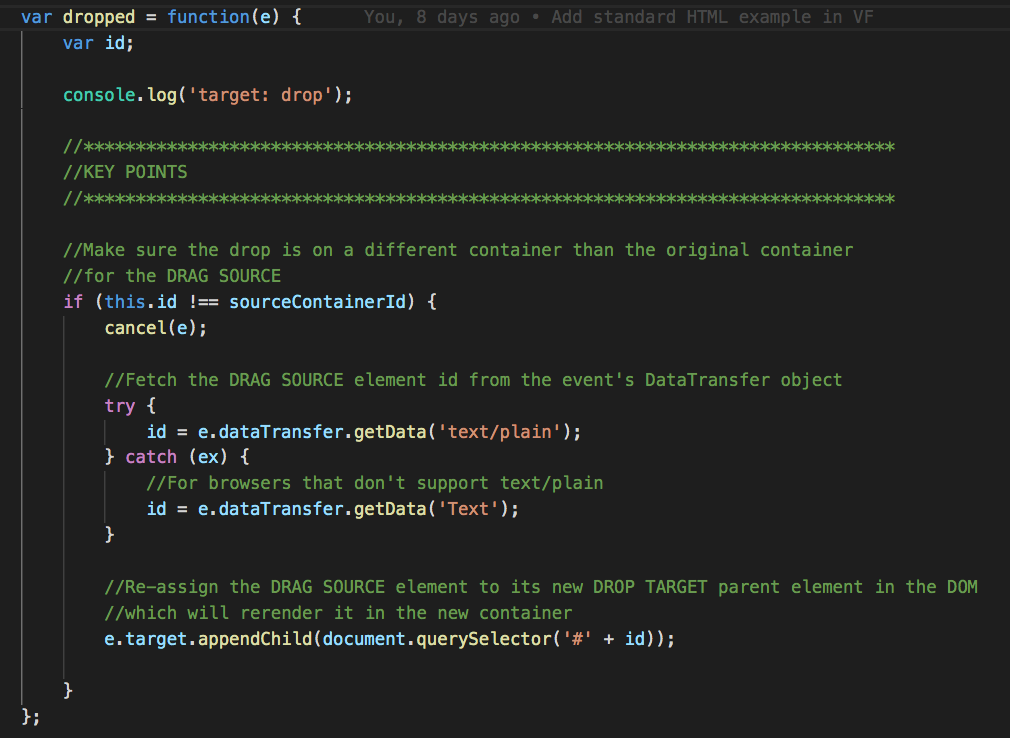 var dropped = function(e) {      You, 8 days ago • Add standard HTML example in VF
    var id;

    console.log('target: drop');

    //******************************************************************************
    //KEY POINTS
    //******************************************************************************

    //Make sure the drop is on a different container than the original container
    //for the DRAG SOURCE
    if (this.id !== sourceContainerId) {
        cancel(e);

        //Fetch the DRAG SOURCE element id from the event's DataTransfer object
        try {
            id = e.dataTransfer.getData('text/plain');
        } catch (ex) {
            //For browsers that don't support text/plain
            id = e.dataTransfer.getData('Text');
        }

        //Re-assign the DRAG SOURCE element to its new DROP TARGET parent element in the DOM
        //which will rerender it in the new container
        e.target.appendChild(document.querySelector('#' + id));

    }
};